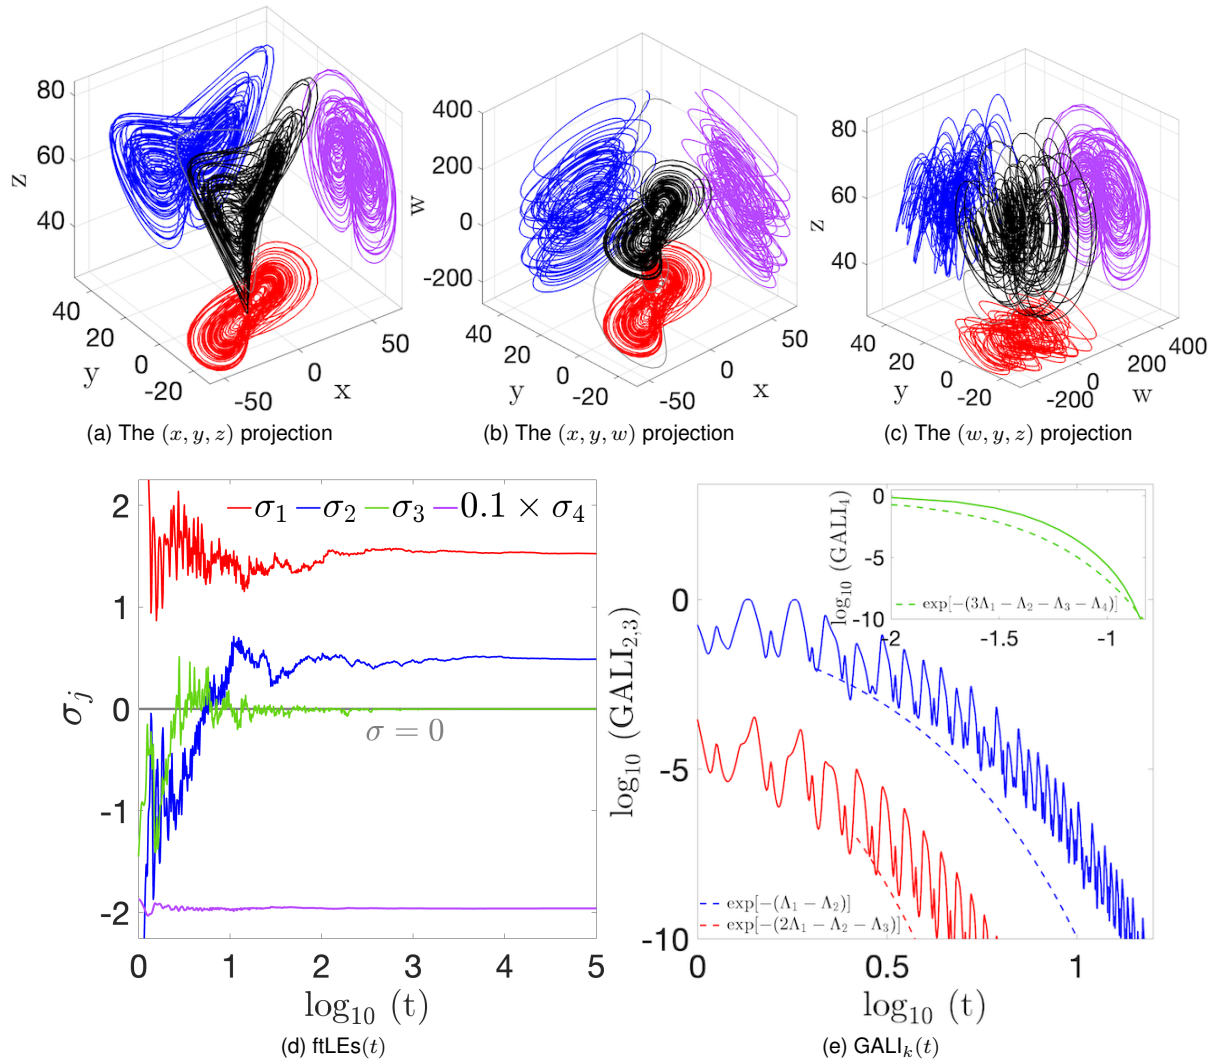 80
60
40
z
40
20
0
-20
y
-50
0
50
x
(a) The (x, y, z) projection
400
200
0
-200
w
40
20
0
-20
y
-50
0
50
x
(b) The (x, y, w) projection
80
60
40
z
40
20
0
-20
y
-200
0
200
400
w
(c) The (w, y, z) projection
2
1
0
-1
-2
σj
σ1 σ2 σ3 0.1 × σ4
σ = 0
0 1 2 3 4 5
log10 (t)
(d) ftLEs(t)
log10 (GALI2,3)
0
-5
-10
log10 (GALI4)
0
-5
-10
exp[-(3Λ1 − Λ2 − Λ3 − Λ4)]
-2 -1.5 -1
exp[-(Λ1 − Λ2)]
exp[-(2Λ1 − Λ2 − Λ3)]
0 0.5 1
log10 (t)
(e) GALIk(t)